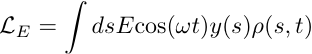 $\mathcal{L}_E = \int ds E \cos(\omega t) y(s) \rho(s, t)$